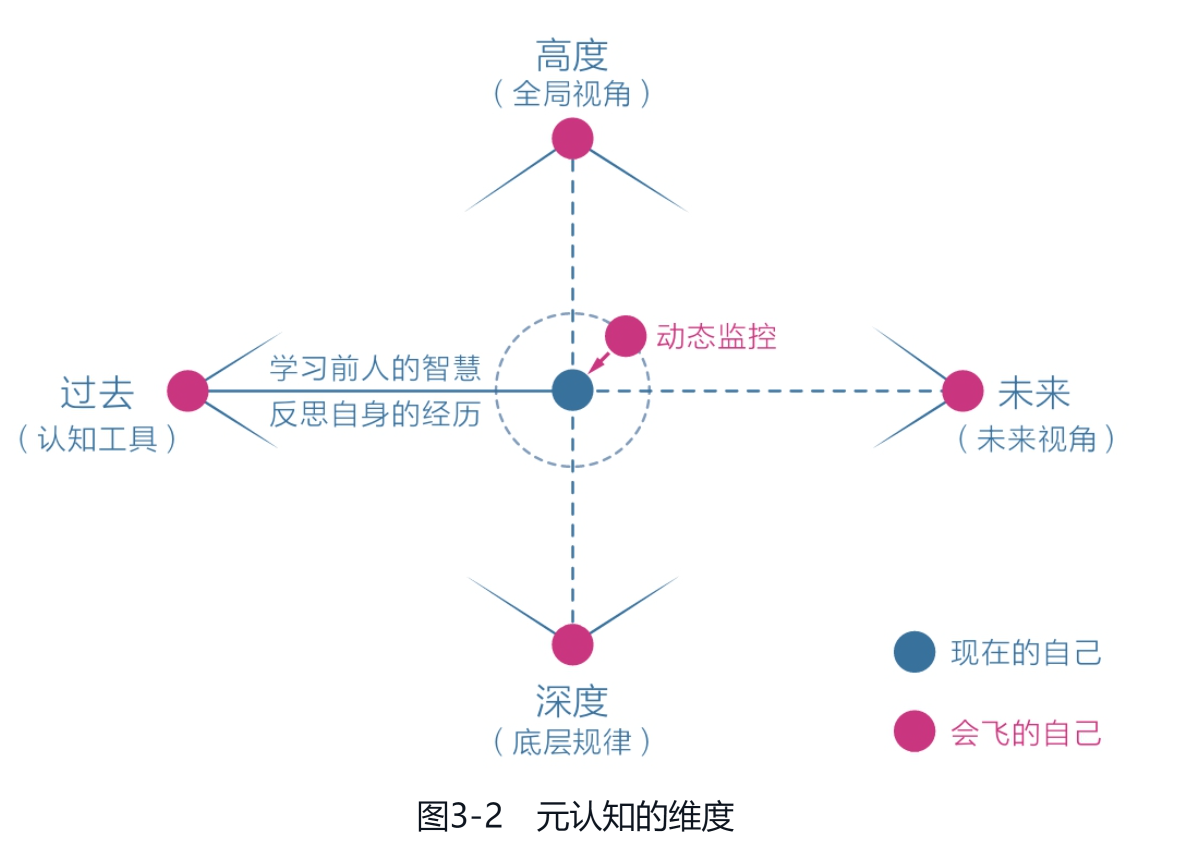 高度
（全局视角）
动态监控
学习前人的智慧
过去
反思自身的经历
（认知工具）
未来
（未来视角）
深度
（底层规律）
现在的自己
会飞的自己
图3-2 元认知的维度